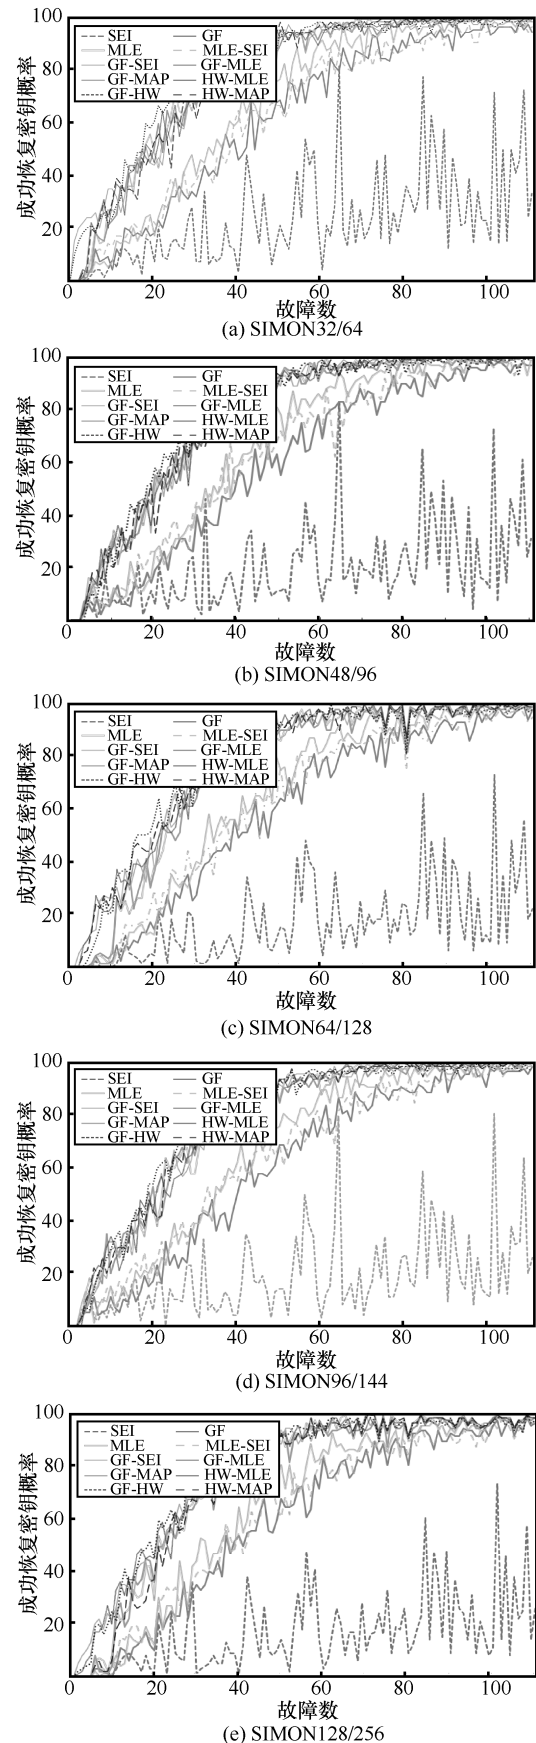 成功恢复密钥概率
100
80
60
40
20
0 20 40 60 80 100
SEI GF
MLE MLE-SEI
GF-SEI GF-MLE
GF-MAP HW-MLE
GF-HW HW-MAP
故障数
(a) SIMON32/64
成功恢复密钥概率
100
80
60
40
20
0 20 40 60 80 100
SEI GF
MLE MLE-SEI
GF-SEI GF-MLE
GF-MAP HW-MLE
GF-HW HW-MAP
故障数
(b) SIMON48/96
成功恢复密钥概率
100
80
60
40
20
0 20 40 60 80 100
SEI GF
MLE MLE-SEI
GF-SEI GF-MLE
GF-MAP HW-MLE
GF-HW HW-MAP
故障数
(c) SIMON64/128
成功恢复密钥概率
100
80
60
40
20
0 20 40 60 80 100
SEI GF
MLE MLE-SEI
GF-SEI GF-MLE
GF-MAP HW-MLE
GF-HW HW-MAP
故障数
(d) SIMON96/144
成功恢复密钥概率
100
80
60
40
20
0 20 40 60 80 100
SEI GF
MLE MLE-SEI
GF-SEI GF-MLE
GF-MAP HW-MLE
GF-HW HW-MAP
故障数
(e) SIMON128/256